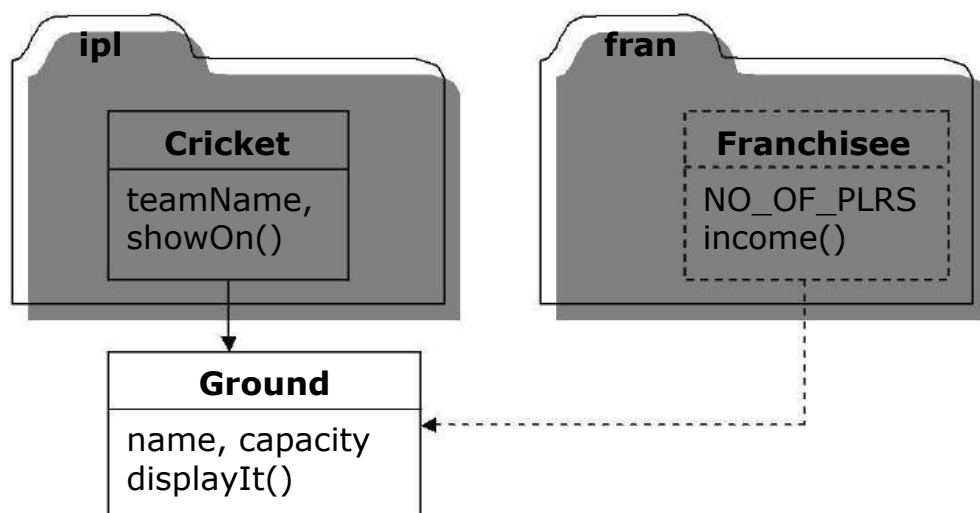 ipl
Cricket
teamName,
showOn()
fran
Franchisee
NO_OF_PLRS
income()
Ground
name, capacity
displayIt()